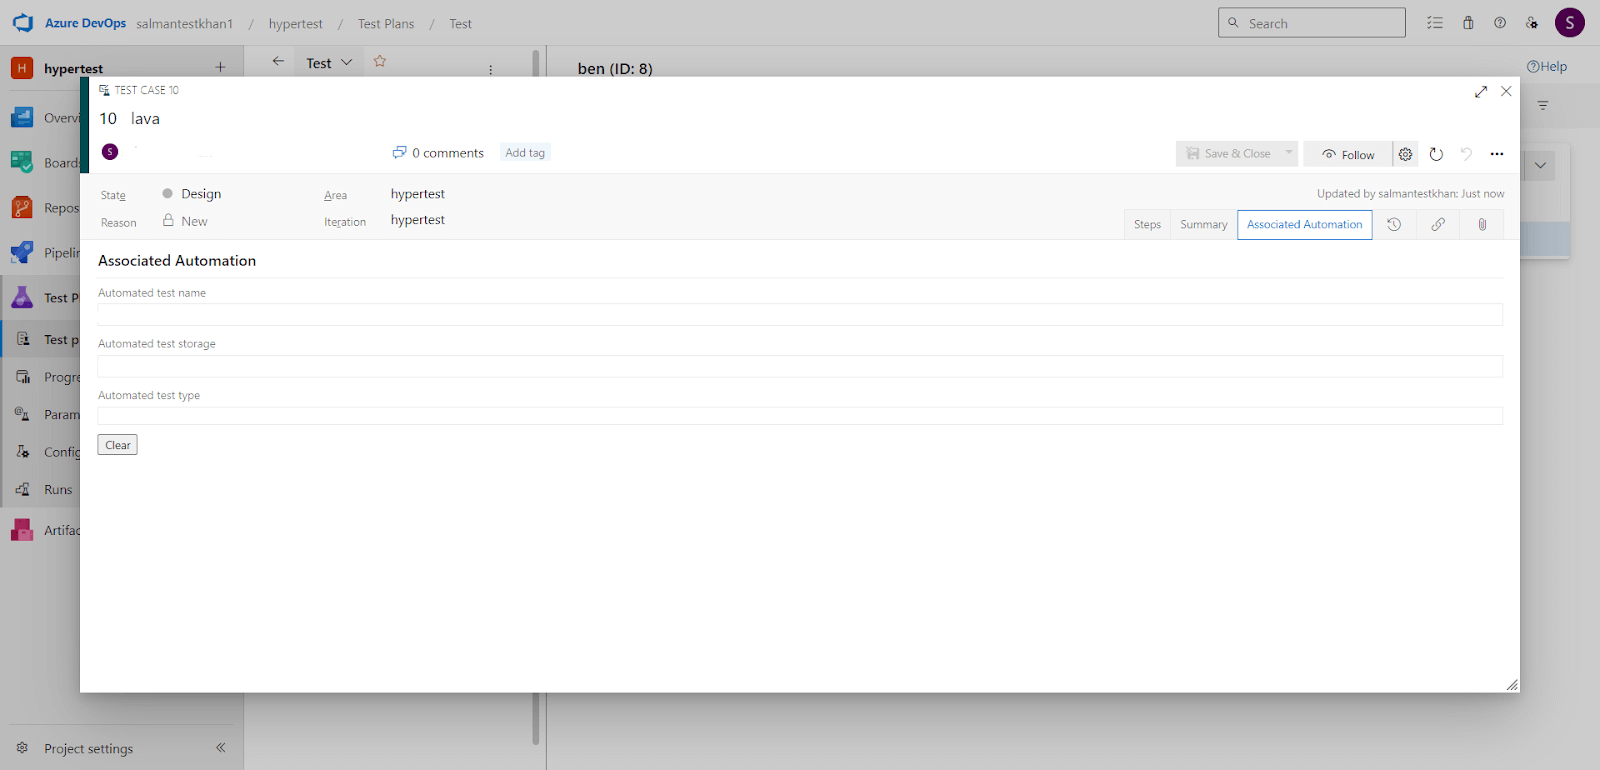 Azure DevOps salmantestkhan1 / hypertest / Test Plans / Test
Search
S
H hypertest +
Test
ben (ID: 8)
Help
TEST CASE 10
10 lava
S
0 comments
Add tag
Save & Close
Follow
State
Design
Area
hypertest
Updated by salmantestkhan: Just now
Reason
New
Iteration
hypertest
Steps
Summary
Associated Automation
Associated Automation
Automated test name
Automated test storage
Automated test type
Clear
Overvi
Boards
Repos
Pipelin
Test P
Test p
Progre
Param
Config
Runs
Artifac
Project settings